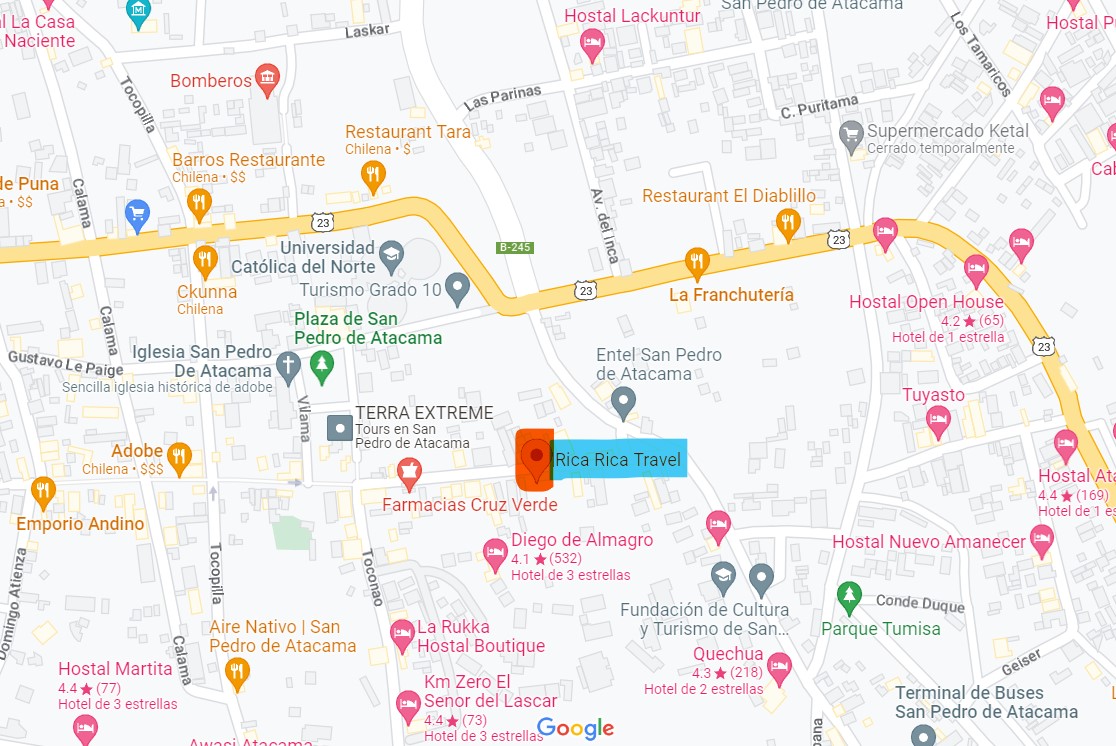 al La Casa
Naciente
Hostal Lackuntur
San Pedro de Atacama
Hostal
Laskar
Los Tamaricos
Bomberos
Tocopilla
Las Parinas
C. Puritama
Restaurant Tara
Chilena • $
Supermercado Ketal
Cerrado temporalmente
Barros Restaurante
Chilena • $$
de Puna
a • $$
Calama
Restaurant El Diablillo
Av. del Inca
23
23
B-245
Universidad
Católica del Norte
Turismo Grado 10
Ckunna
Chilena
23
La Franchutería
Hostal Open House
4.2 ★ (65)
Hotel de 1 estrella
Calama
Plaza de San
Pedro de Atacama
23
Gustavo Le Paige
Iglesia San Pedro
De Atacama
Sencilla iglesia histórica de adobe
Entel San Pedro
de Atacama
Tuyasto
Vilama
TERRA EXTREME
Tours en San
Pedro de Atacama
Adobe
Chilena • $$$
Rica Rica Travel
Hostal Ata
4.4 ★ (169)
Hotel de 1 es
Farmacias Cruz Verde
Emporio Andino
Diego de Almagro
4.1 ★ (532)
Hotel de 3 estrellas
Hostal Nuevo Amanecer
Domingo Atienza
Tocopilla
Toconao
Fundación de Cultura
y Turismo de San...
Conde Duque
Parque Tumisa
Aire Nativo | San
Pedro de Atacama
Calama
La Rukka
Hostal Boutique
Quechua
4.3 ★ (218)
Hotel de 2 estrellas
Geiser
Hostal Martita
4.4 ★ (77)
Hotel de 3 estrellas
Km Zero El
Señor del Lascar
4.4 ★ (73)
Hotel de 3 estrellas
Terminal de Buses
San Pedro de Atacama
Google
Awasi Atacama